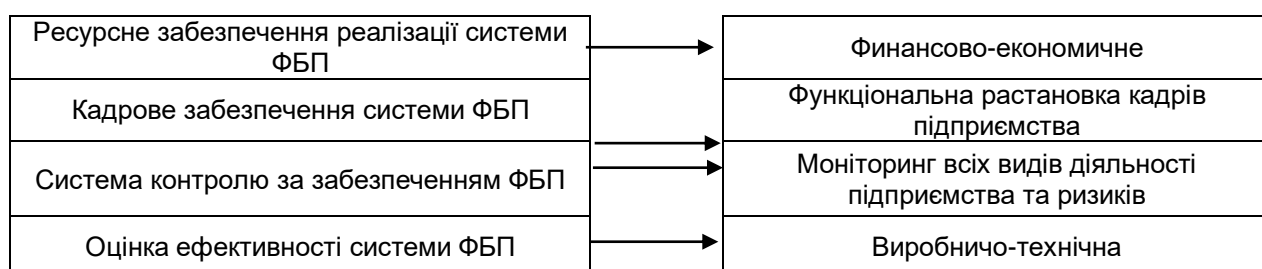 Ресурсне забезпечення реалізації системи
ФБП
Финансово-економичне
Кадрове забезпечення системи ФБП
Функціональна растановка кадрів
підприємства
Система контролю за забезпеченням ФБП
Моніторинг всіх видів діяльності
підприємства та ризиків
Оцінка ефективності системи ФБП
Виробничо-технічна